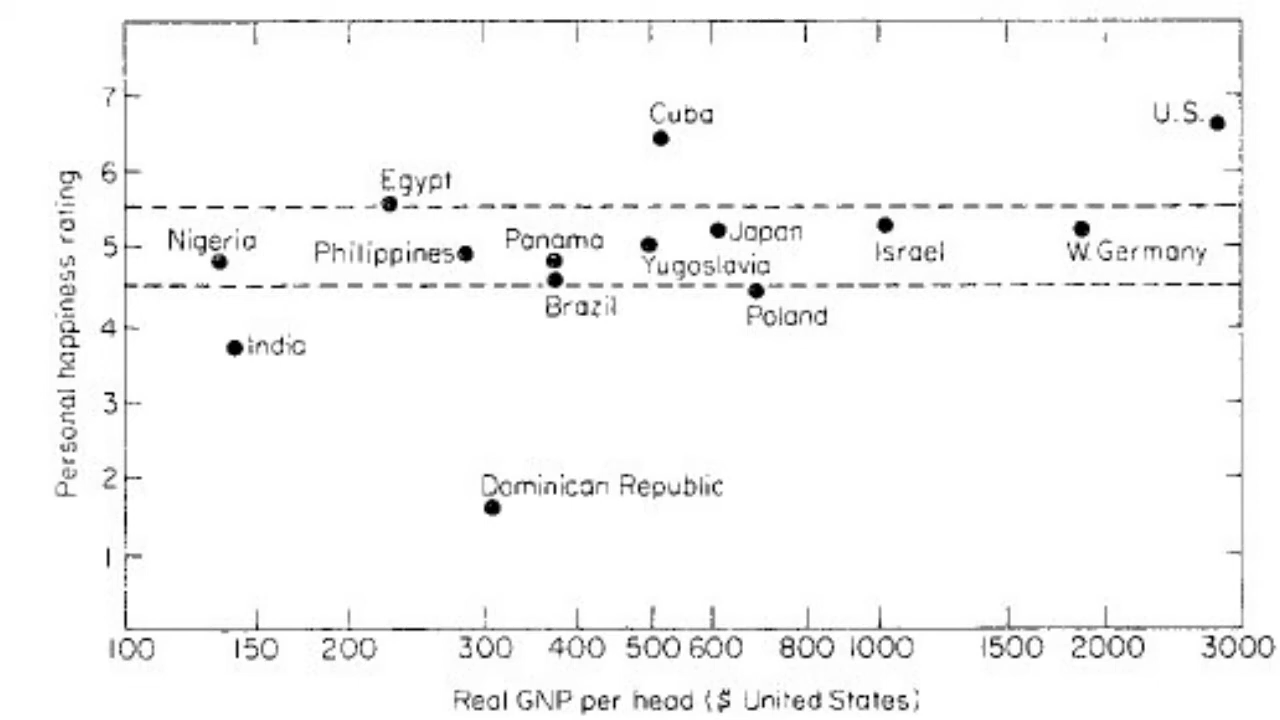 7
Cuba
U.S.
6
Egypt
Nigeria
5
Philippines
Panama
Japan
Israel
W. Germany
Yugoslavia
Brazil
Poland
4
India
3
2
Dominican Republic
1
Personal happiness rating
100 150 200 300 400 500 600 800 1000 1500 2000 3000
Real GNP per head ($ United States)